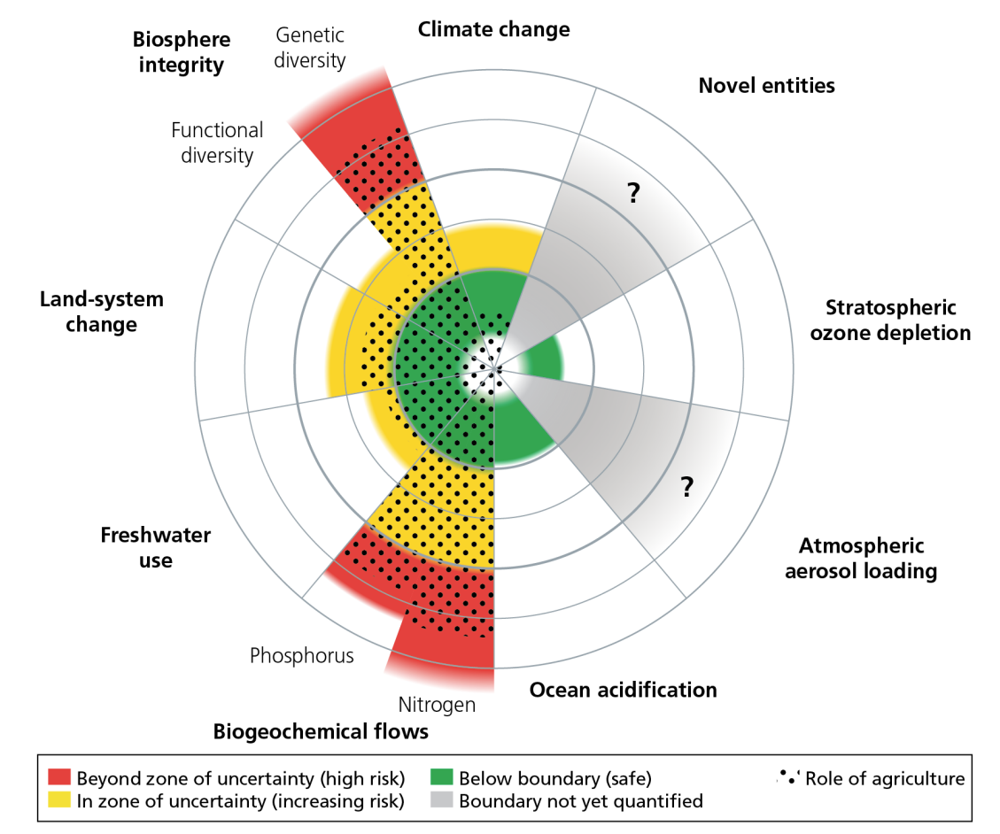 Climate change
Biosphere
integrity
Genetic
diversity
Novel entities
Functional
diversity
?
Land-system
change
Stratospheric
ozone depletion
?
Freshwater
use
Atmospheric
aerosol loading
Phosphorus
Ocean acidification
Nitrogen
Biogeochemical flows
Beyond zone of uncertainty (high risk)
Below boundary (safe)
Role of agriculture
In zone of uncertainty (increasing risk)
Boundary not yet quantified